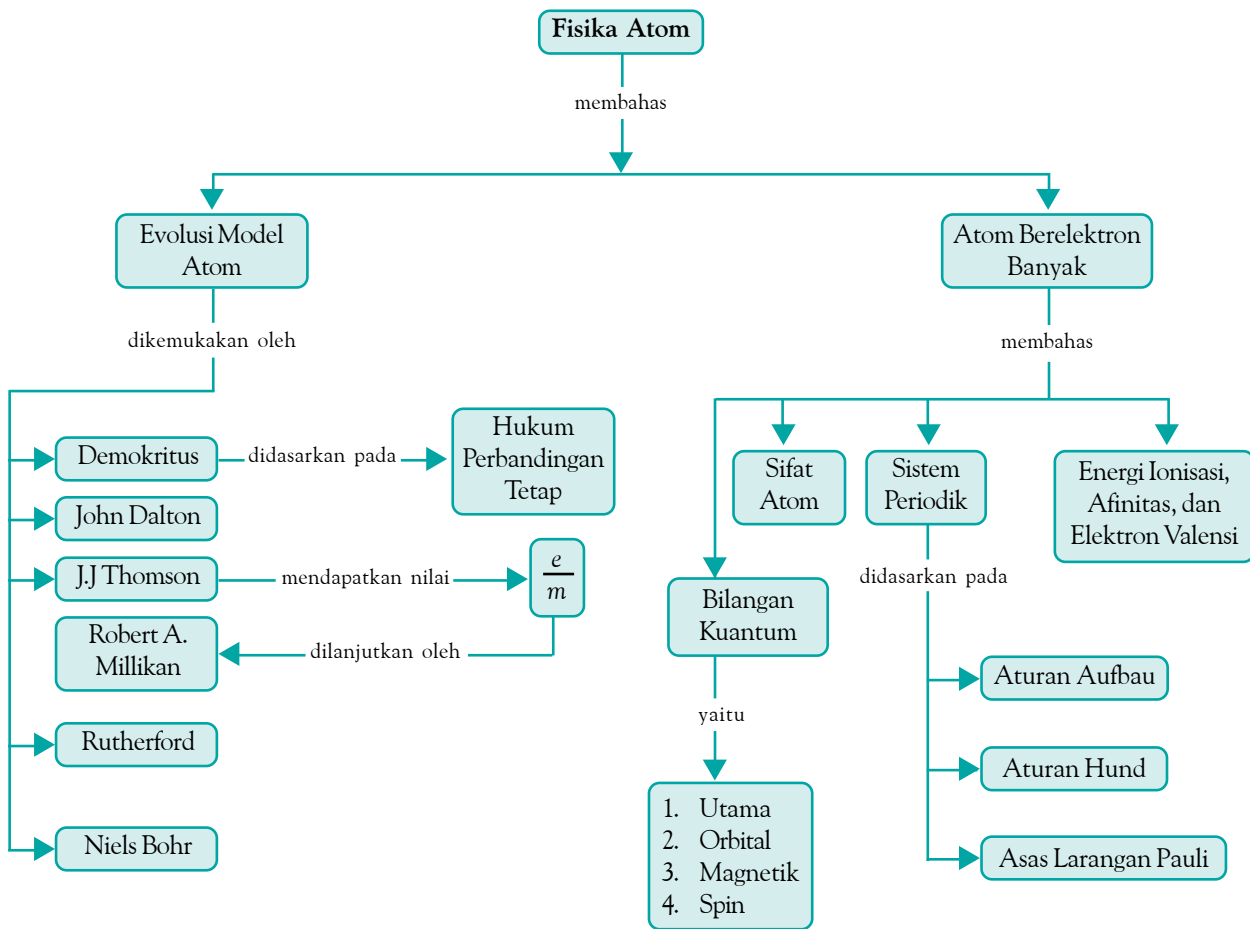 Fisika Atom
membahas
Evolusi Model
Atom
dikemukakan oleh
Demokritus
didasarkan pada
Hukum
Perbandingan
Tetap
John Dalton
J.J Thomson
mendapatkan nilai
e
m
Robert A.
Millikan
dilanjutkan oleh
Rutherford
Niels Bohr
Atom Berelektron
Banyak
membahas
Bilangan
Kuantum
yaitu
1. Utama
2. Orbital
3. Magnetik
4. Spin
Sifat
Atom
Sistem
Periodik
didasarkan pada
Aturan Aufbau
Aturan Hund
Asas Larangan Pauli
Energi Ionisasi,
Afinitas, dan
Elektron Valensi